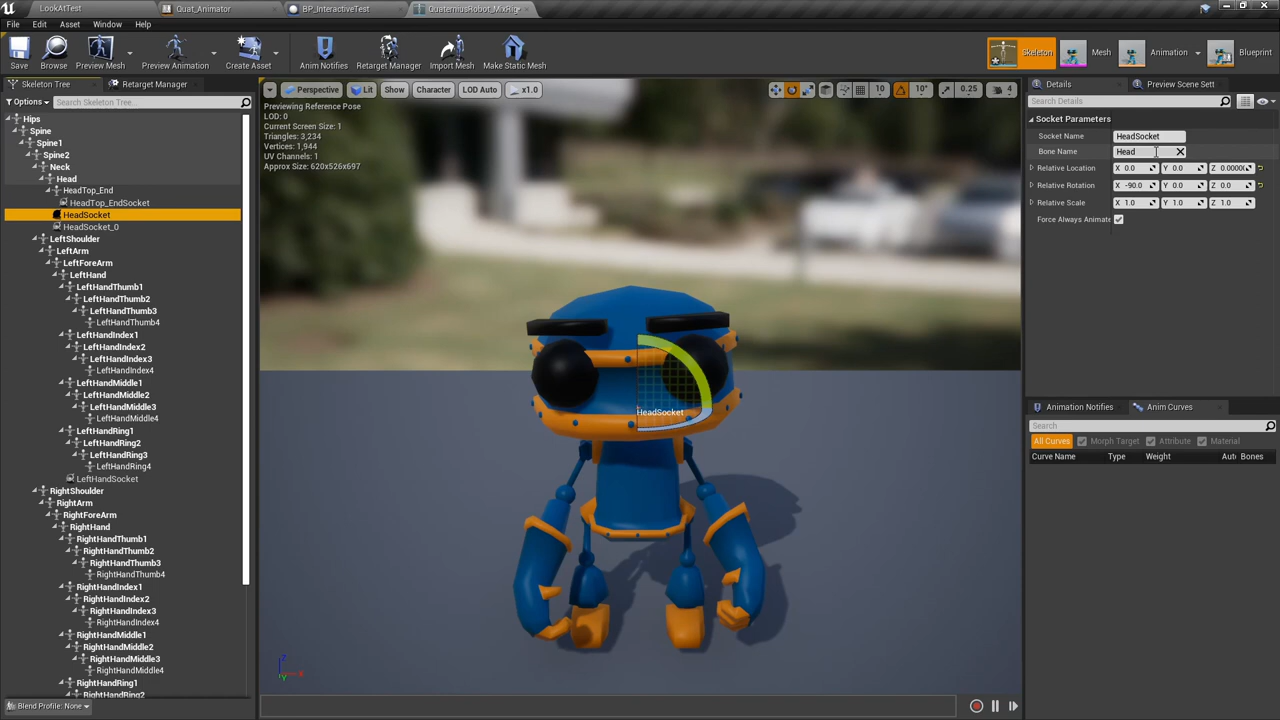 LookAtTest
Quat_Animator
BP_InteractiveTest
QuaterniusRobot_MixRig
File
Edit
Asset
Window
Help
Save
Browse
Preview Mesh
Preview Animation
Create Asset
Anim Notifies
Retarget Manager
Import Mesh
Make Static Mesh
Skeleton
Mesh
Animation
Blueprint
Skeleton Tree
Retarget Manager
Options
Search Skeleton Tree...
Hips
Spine
Spine1
Spine2
Neck
Head
HeadTop_End
HeadTop_EndSocket
HeadSocket
HeadSocket_0
LeftShoulder
LeftArm
LeftForeArm
LeftHand
LeftHandThumb1
LeftHandThumb2
LeftHandThumb3
LeftHandThumb4
LeftHandIndex1
LeftHandIndex2
LeftHandIndex3
LeftHandIndex4
LeftHandMiddle1
LeftHandMiddle2
LeftHandMiddle3
LeftHandMiddle4
LeftHandRing1
LeftHandRing2
LeftHandRing3
LeftHandRing4
LeftHandSocket
RightShoulder
RightArm
RightForeArm
RightHand
RightHandThumb1
RightHandThumb2
RightHandThumb3
RightHandThumb4
RightHandIndex1
RightHandIndex2
RightHandIndex3
RightHandIndex4
RightHandMiddle1
RightHandMiddle2
RightHandMiddle3
RightHandMiddle4
RightHandRing1
RightHandRing2
Blend Profile: None
Perspective
Lit
Show
Character
LOD Auto
x1.0
10
10°
0.25
4
Previewing Reference Pose
LOD: 0
Current Screen Size: 1
Triangles: 3,234
Vertices: 1,944
UV Channels: 1
Approx Size: 620x526x697
HeadSocket
Z
X
Y
Details
Preview Scene Sett
Search Details
Socket Parameters
Socket Name HeadSocket
Bone Name Head
Relative Location X 0.0 Y 0.0 Z 0.0000
Relative Rotation X -90.0 Y 0.0 Z 0.0
Relative Scale X 1.0 Y 1.0 Z 1.0
Force Always Animate
Animation Notifies
Anim Curves
Search
All Curves
Morph Target
Attribute
Material
Curve Name Type Weight Aut Bones